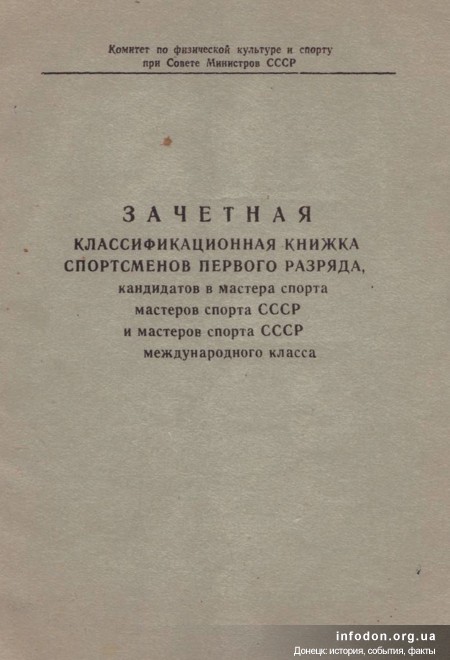 Комитет по физической культуре и спорту
при Совете Министров СССР
ЗАЧЕТНАЯ
КЛАССИФИКАЦИОННАЯ КНИЖКА
СПОРТСМЕНОВ ПЕРВОГО РАЗРЯДА,
кандидатов в мастера спорта
мастеров спорта СССР
и мастеров спорта СССР
международного класса
infodon.org.ua
Донецк: история, события, факты